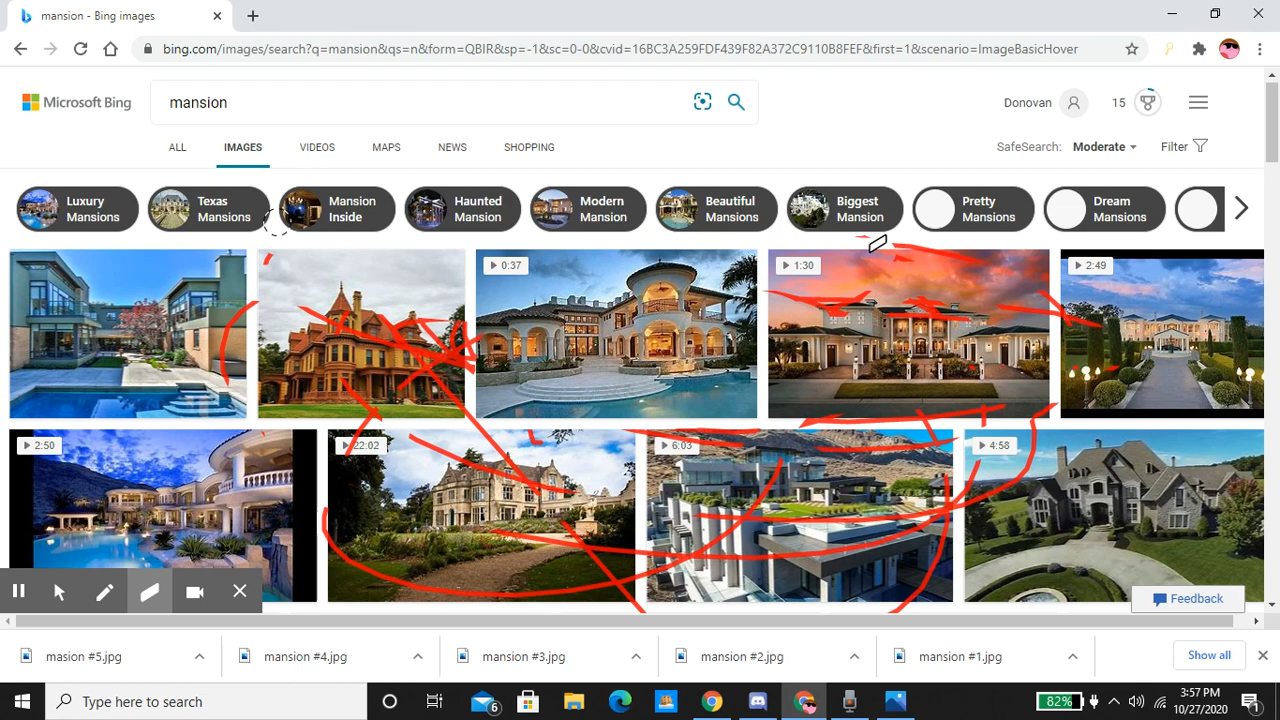 mansion - Bing images
bing.com/images/search?q=mansion&qs=n&form=QBIR&sp=-1&sc=0-0&cvid=16BC3A259FDF439F82A372C9110B8FEF&first=1&scenario=ImageBasicHover
Microsoft Bing
mansion
Donovan
15
ALL
IMAGES
VIDEOS
MAPS
NEWS
SHOPPING
SafeSearch:
Moderate
Filter
Luxury
Mansions
Texas
Mansions
Mansion
Inside
Haunted
Mansion
Modern
Mansion
Beautiful
Mansions
Biggest
Mansion
Pretty
Mansions
Dream
Mansions
0:37
1:30
2:49
2:50
22:02
6:03
4:58
Feedback
masion #5.jpg
mansion #4.jpg
mansion #3.jpg
mansion #2.jpg
mansion #1.jpg
Show all
Type here to search
6
82%
3:57 PM
10/27/2020
1